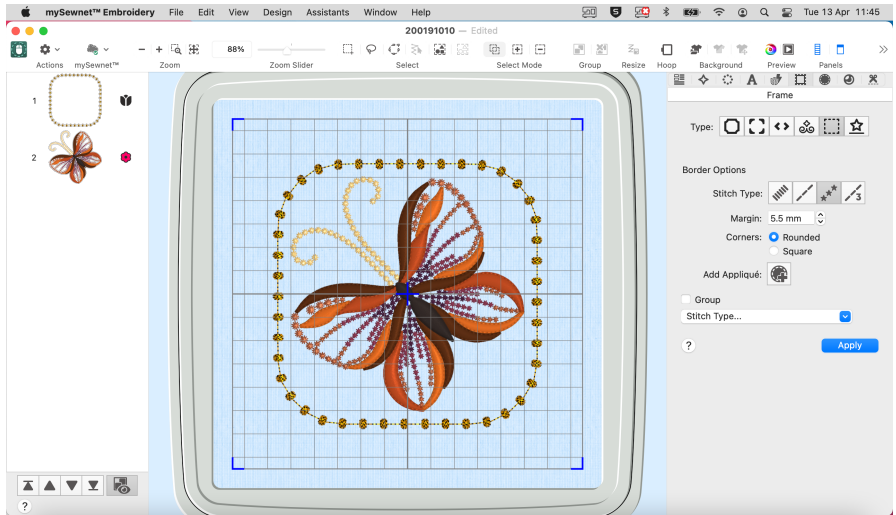 mySewnet™ Embroidery File Edit View Design Assistants Window Help Tue 13 Apr 11:45
200191010 — Edited
88%
Actions mySewnet™ Zoom Zoom Slider Select Select Mode Group Resize Hoop Background Preview Panels
Frame
1
2
Type:
Border Options
Stitch Type:
Margin: 5.5 mm
Corners: Rounded
Square
Add Appliqué:
Group
Stitch Type...
? Apply
?